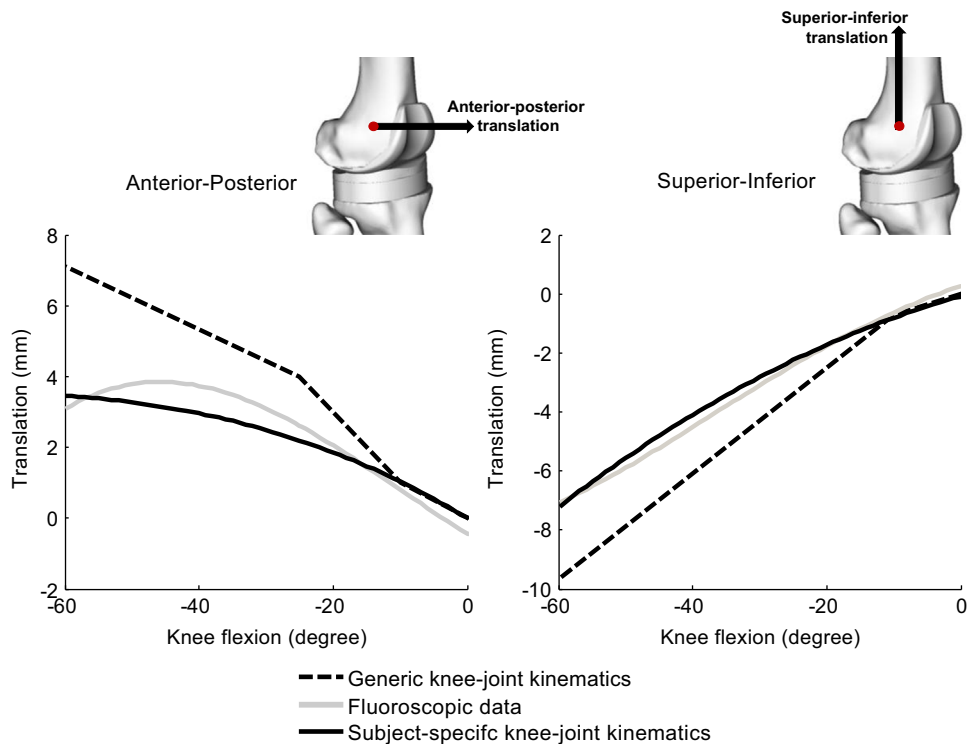 Superior-inferior
translation
Anterior-posterior
translation
Anterior-Posterior
Superior-Inferior
8
6
4
2
0
-2
-60
-40
-20
0
Translation (mm)
Knee flexion (degree)
2
0
-2
-4
-6
-8
-10
-60
-40
-20
0
Translation (mm)
Knee flexion (degree)
Generic knee-joint kinematics
Fluoroscopic data
Subject-specifc knee-joint kinematics